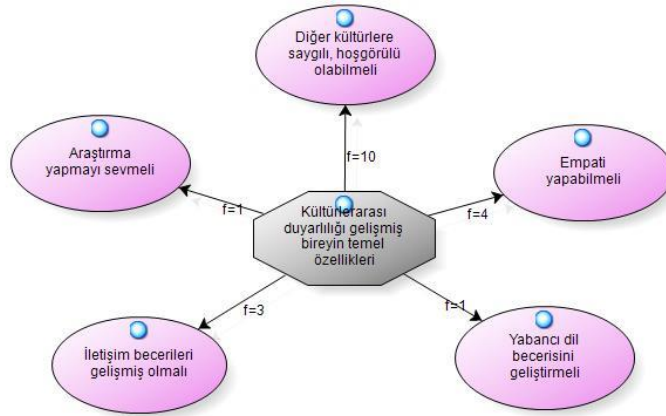 Diğer kültürlere
saygılı, hoşgörülü
olabilmeli
f=10
Araştırma
yapmayı sevmeli
f=1
Empati
yapabilmeli
f=4
Kültürlerarası
duyarlılığı gelişmiş
bireyin temel
özellikleri
f=3
İletişim becerileri
gelişmiş olmalı
f=1
Yabancı dil
becerisini
geliştirmeli